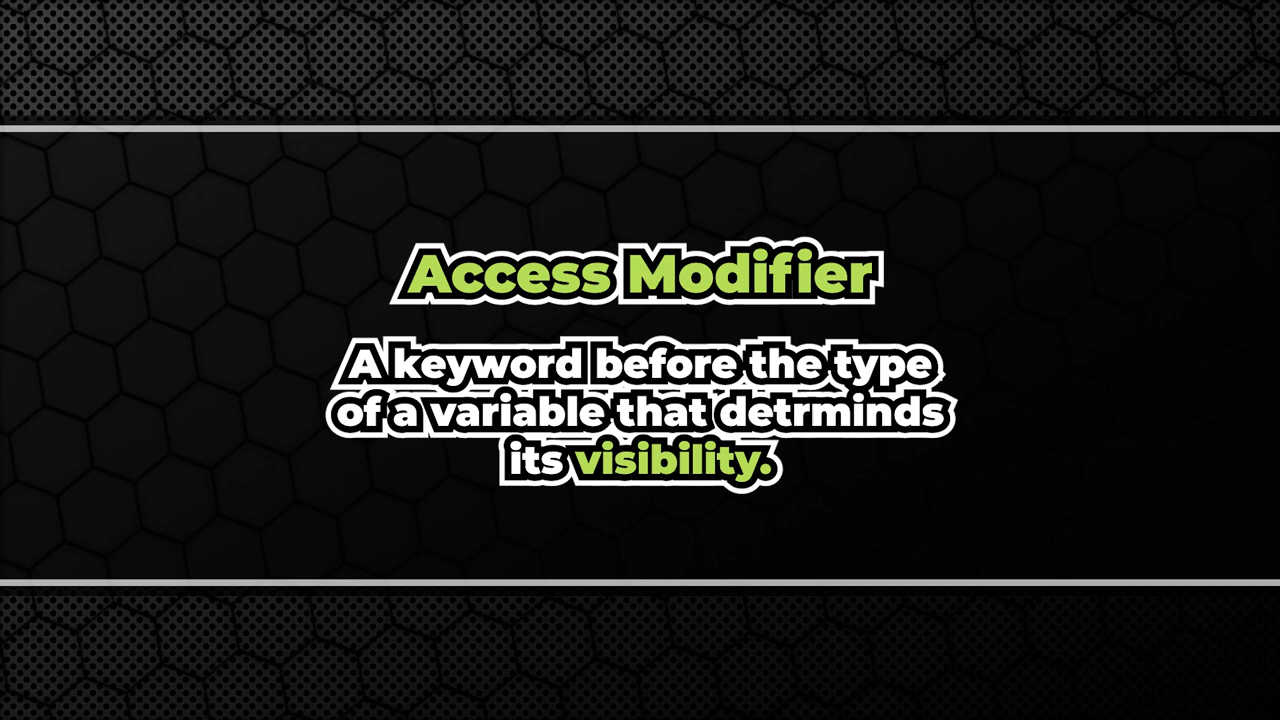 Access Modifier
A keyword before the type
of a variable that detrminds
its visibility.